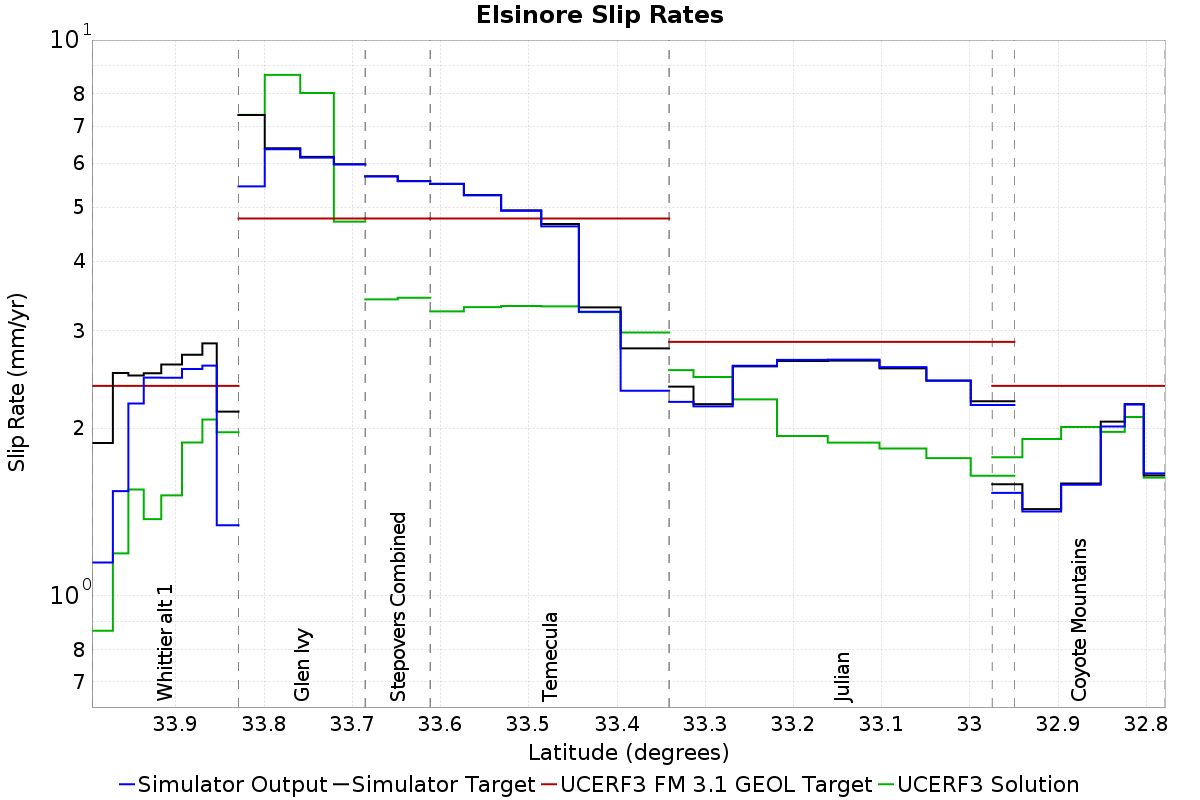 Elsinore Slip Rates
Slip Rate (mm/yr)
10^1
8
7
6
5
4
3
2
10^0
8
7
Whittier alt 1
Glen Ivy
Stepovers Combined
Temecula
Julian
Coyote Mountains
33.9 33.8 33.7 33.6 33.5 33.4 33.3 33.2 33.1 33 32.9 32.8
Latitude (degrees)
Simulator Output Simulator Target UCERF3 FM 3.1 GEOL Target UCERF3 Solution